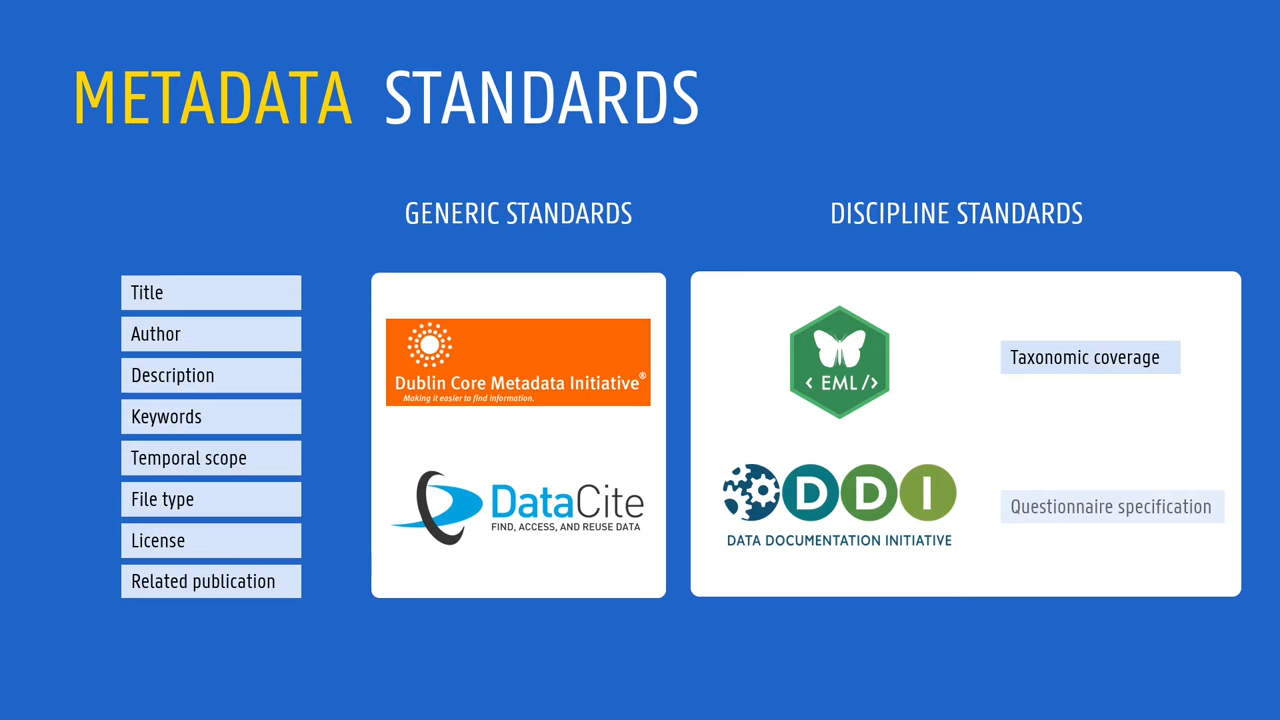 METADATA STANDARDS
GENERIC STANDARDS
DISCIPLINE STANDARDS
Title
Author
Description
Keywords
Temporal scope
File type
License
Related publication
Dublin Core Metadata Initiative®
Making it easier to find information.
DataCite
FIND, ACCESS, AND REUSE DATA
< EML />
Taxonomic coverage
DDI
DATA DOCUMENTATION INITIATIVE
Questionnaire specification